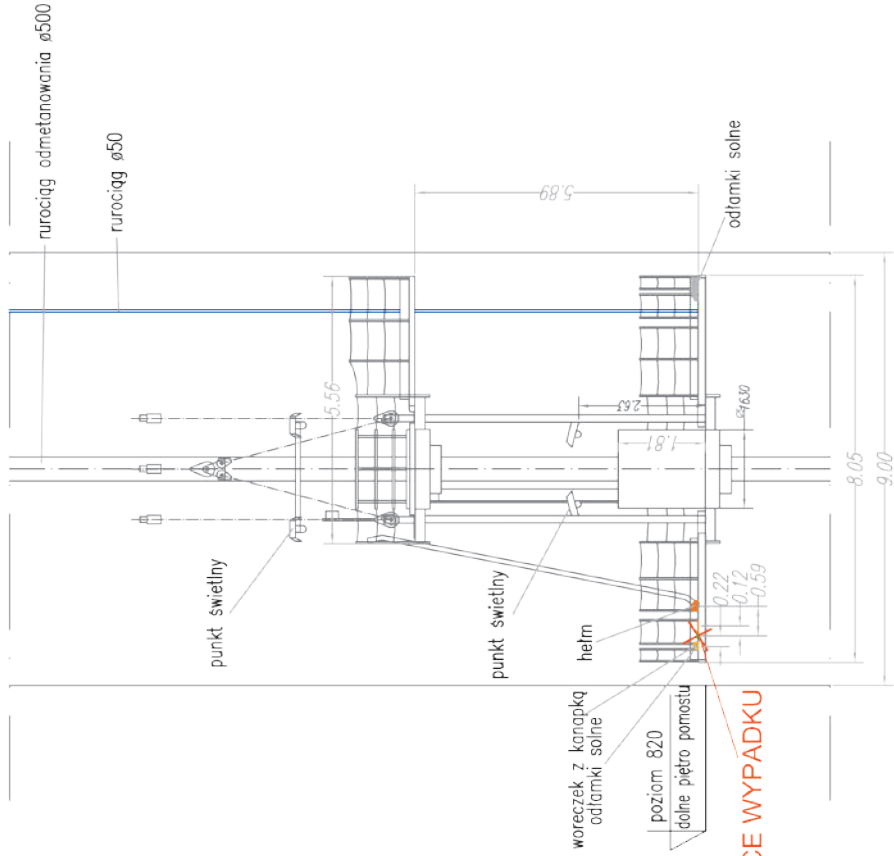 rurociąg odmetanowania ø500
rurociąg ø50
5.89
odłamki solne
5.56
2.63
1.81
ø1630
8.05
9.00
punkt świetlny
punkt świetlny
hełm
0.22
0.12
0.59
woreczek z kanapką
odłamki solne
poziom 820
dolne piętro pomostu
CE WYPADKU